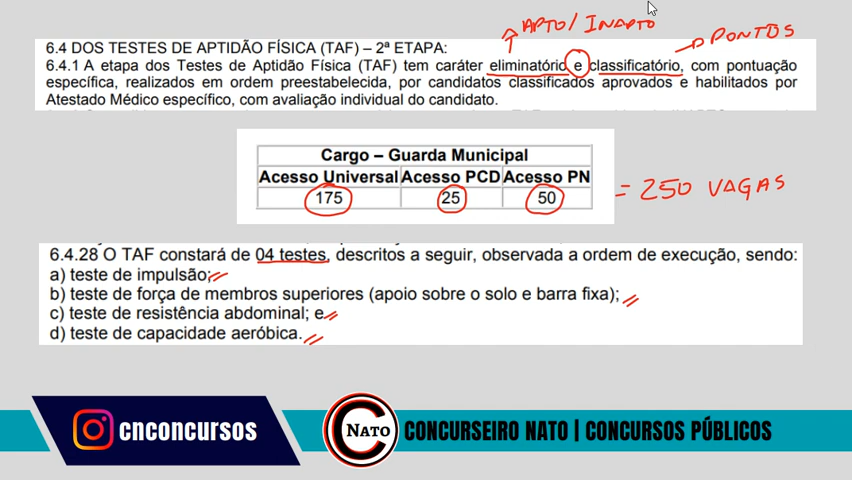 APTO / INAPTO
PONTOS
6.4 DOS TESTES DE APTIDÃO FÍSICA (TAF) – 2ª ETAPA:
6.4.1 A etapa dos Testes de Aptidão Física (TAF) tem caráter eliminatório e classificatório, com pontuação
específica, realizados em ordem preestabelecida, por candidatos classificados aprovados e habilitados por
Atestado Médico específico, com avaliação individual do candidato.
Cargo – Guarda Municipal
Acesso Universal Acesso PCD Acesso PN
175 25 50
= 250 VAGAS
6.4.28 O TAF constará de 04 testes, descritos a seguir, observada a ordem de execução, sendo:
a) teste de impulsão;
b) teste de força de membros superiores (apoio sobre o solo e barra fixa);
c) teste de resistência abdominal; e
d) teste de capacidade aeróbica.
cnconcursos
C NATO
CONCURSEIRO NATO | CONCURSOS PÚBLICOS